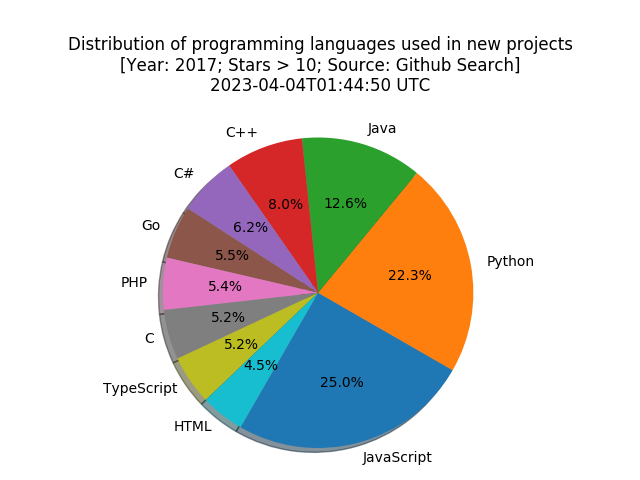 Distribution of programming languages used in new projects
[Year: 2017; Stars > 10; Source: Github Search]
2023-04-04T01:44:50 UTC
C++
Java
C#
8.0%
12.6%
Go
6.2%
Python
5.5%
22.3%
PHP
5.4%
5.2%
C
5.2%
4.5%
TypeScript
25.0%
HTML
JavaScript